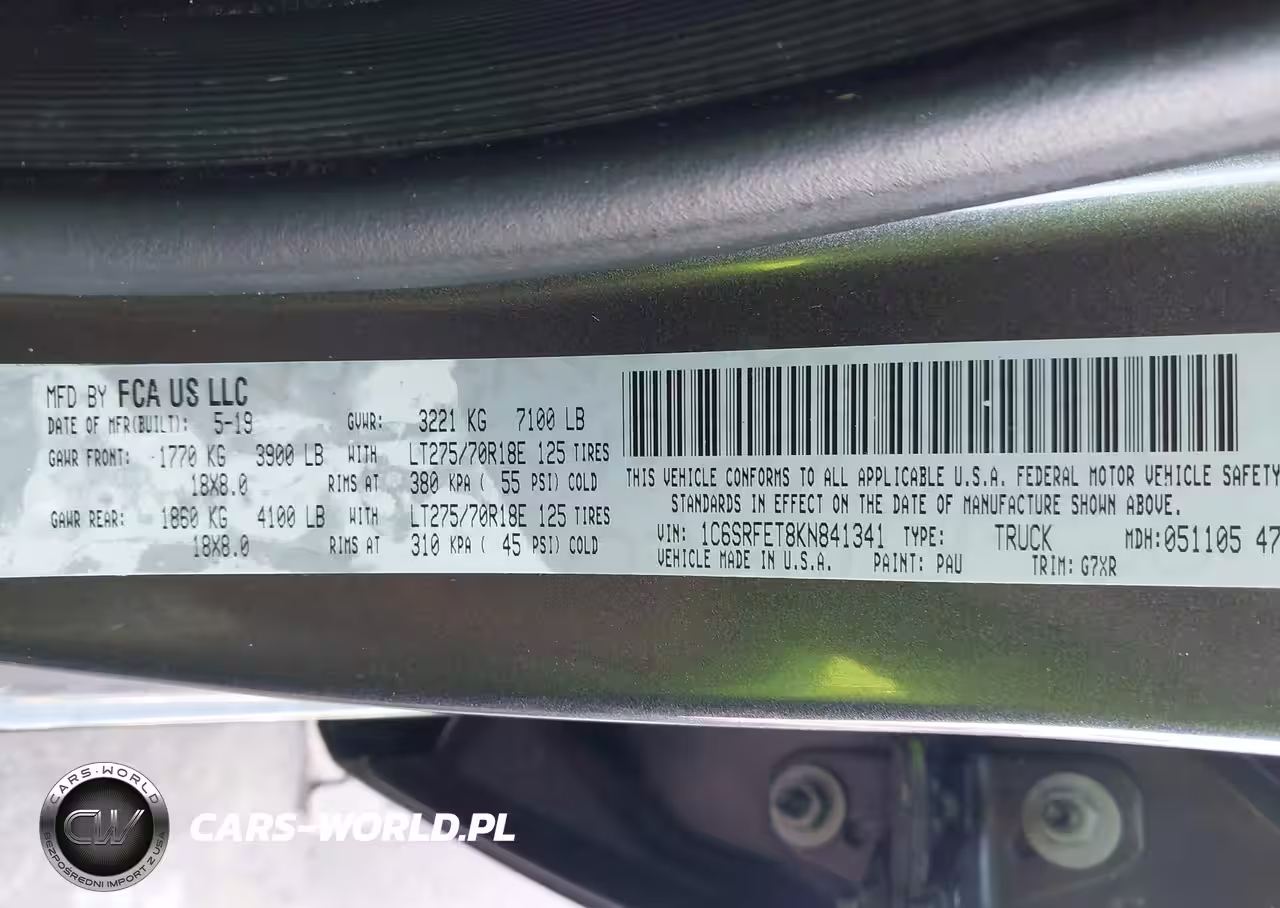 MFD BY FCA US LLC
DATE OF MFR(BUILT): 5-19 GVWR: 3221 KG 7100 LB
GAWR FRONT: 1770 KG 3900 LB WITH LT275/70R18E 125 TIRES
18X8.0 RIMS AT 380 KPA ( 55 PSI) COLD
GAWR REAR: 1860 KG 4100 LB WITH LT275/70R18E 125 TIRES
18X8.0 RIMS AT 310 KPA ( 45 PSI) COLD
THIS VEHICLE CONFORMS TO ALL APPLICABLE U.S.A. FEDERAL MOTOR VEHICLE SAFETY
STANDARDS IN EFFECT ON THE DATE OF MANUFACTURE SHOWN ABOVE.
VIN: 1C6SRFET8KN841341 TYPE: TRUCK MDH: 051105 47
VEHICLE MADE IN U.S.A. PAINT: PAU TRIM: G7XR
CARS-WORLD
CW
BEZPOŚREDNI IMPORT Z USA
CARS-WORLD.PL